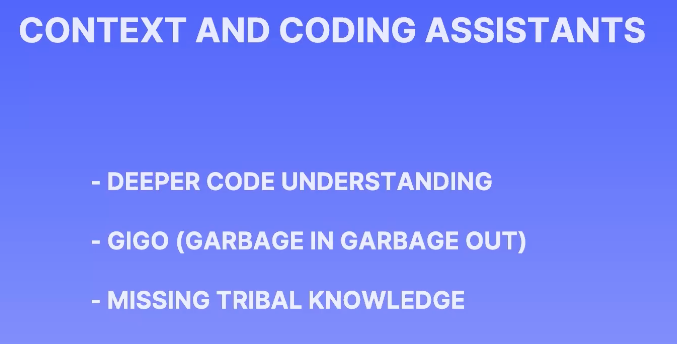 CONTEXT AND CODING ASSISTANTS
- DEEPER CODE UNDERSTANDING
- GIGO (GARBAGE IN GARBAGE OUT)
- MISSING TRIBAL KNOWLEDGE